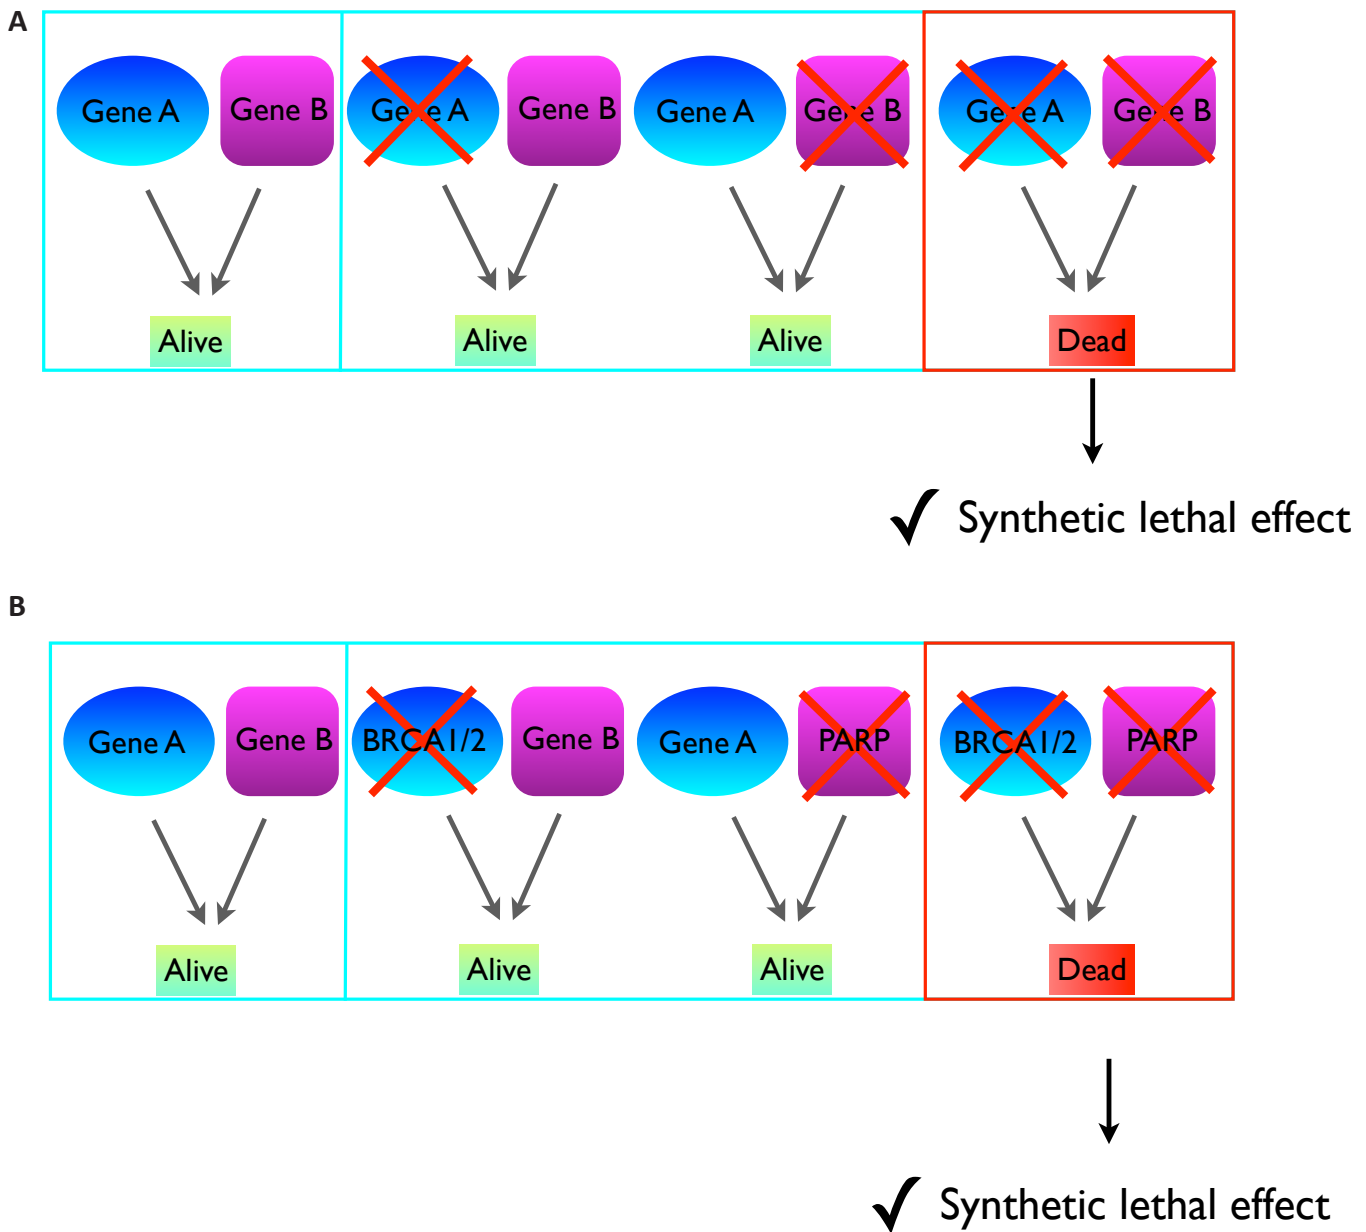 A
Gene A Gene B Gene A Gene B Gene A Gene B Gene A Gene B
Alive Alive Alive Dead
✓ Synthetic lethal effect
B
Gene A Gene B BRCA1/2 Gene B Gene A PARP BRCA1/2 PARP
Alive Alive Alive Dead
✓ Synthetic lethal effect